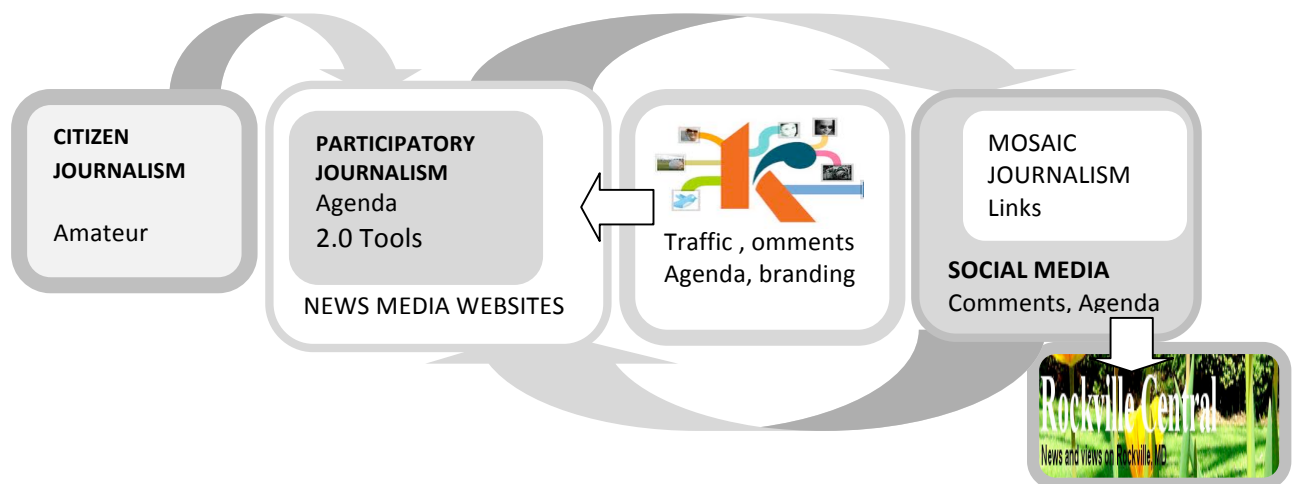 CITIZEN
JOURNALISM
Amateur
PARTICIPATORY
JOURNALISM
Agenda
2.0 Tools
NEWS MEDIA WEBSITES
Traffic , omments
Agenda, branding
MOSAIC
JOURNALISM
Links
SOCIAL MEDIA
Comments, Agenda
Rockville Central
News and views on Rockville, MD